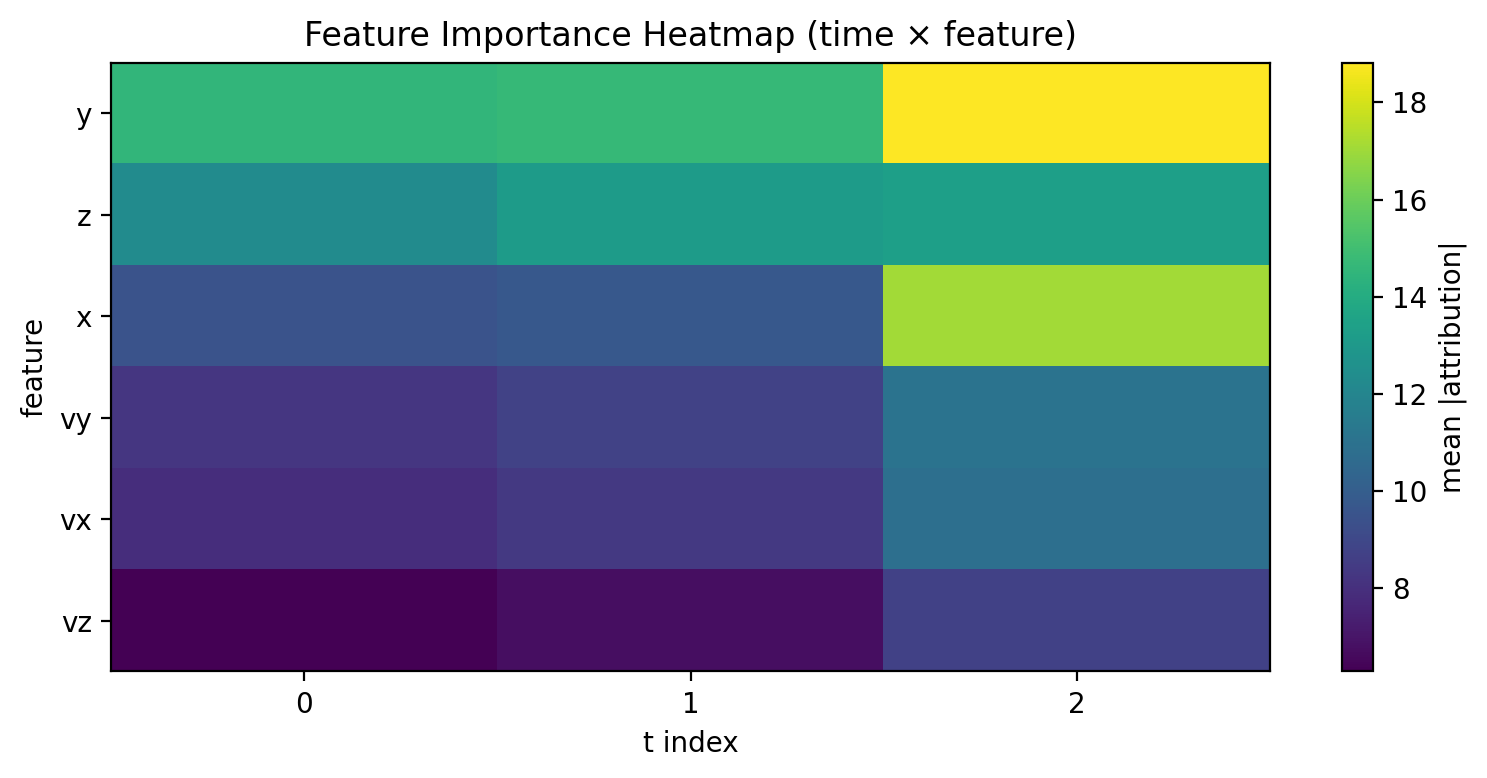 Feature Importance Heatmap (time × feature)
y
z
x
vy
vx
vz
feature
0
1
2
t index
18
16
14
12
10
8
mean |attribution|